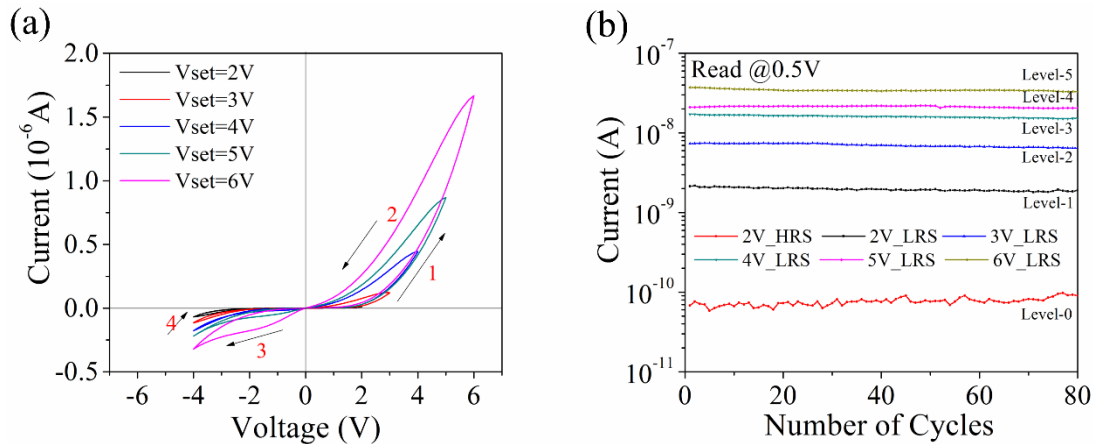 (a)
2.0
1.5
1.0
0.5
0.0
-0.5
Current (10⁻⁶A)
Vset=2V
Vset=3V
Vset=4V
Vset=5V
Vset=6V
2
1
4
3
-6 -4 -2 0 2 4 6
Voltage (V)
(b)
10⁻⁷
10⁻⁸
10⁻⁹
10⁻¹⁰
10⁻¹¹
Current (A)
Read @0.5V
Level-5
Level-4
Level-3
Level-2
Level-1
2V_HRS 2V_LRS 3V_LRS
4V_LRS 5V_LRS 6V_LRS
Level-0
0 20 40 60 80
Number of Cycles